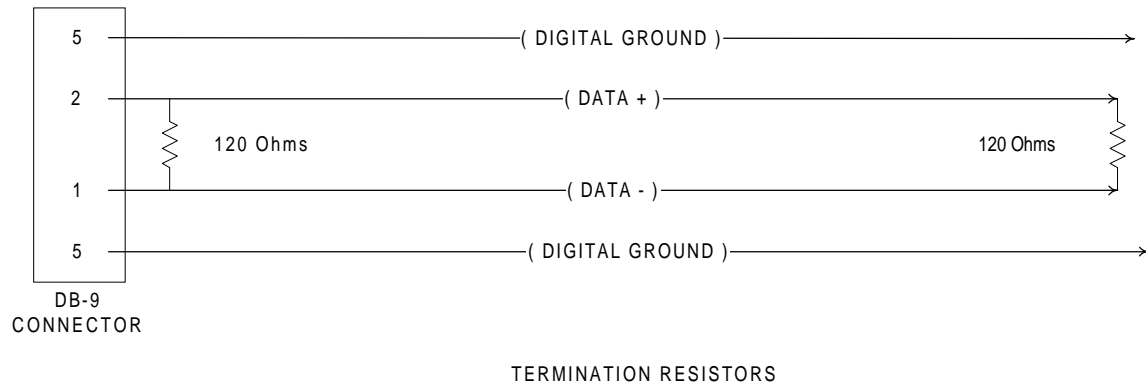 5 ( DIGITAL GROUND )
2 ( DATA + )
120 Ohms 120 Ohms
1 ( DATA - )
5 ( DIGITAL GROUND )
DB-9
CONNECTOR
TERMINATION RESISTORS